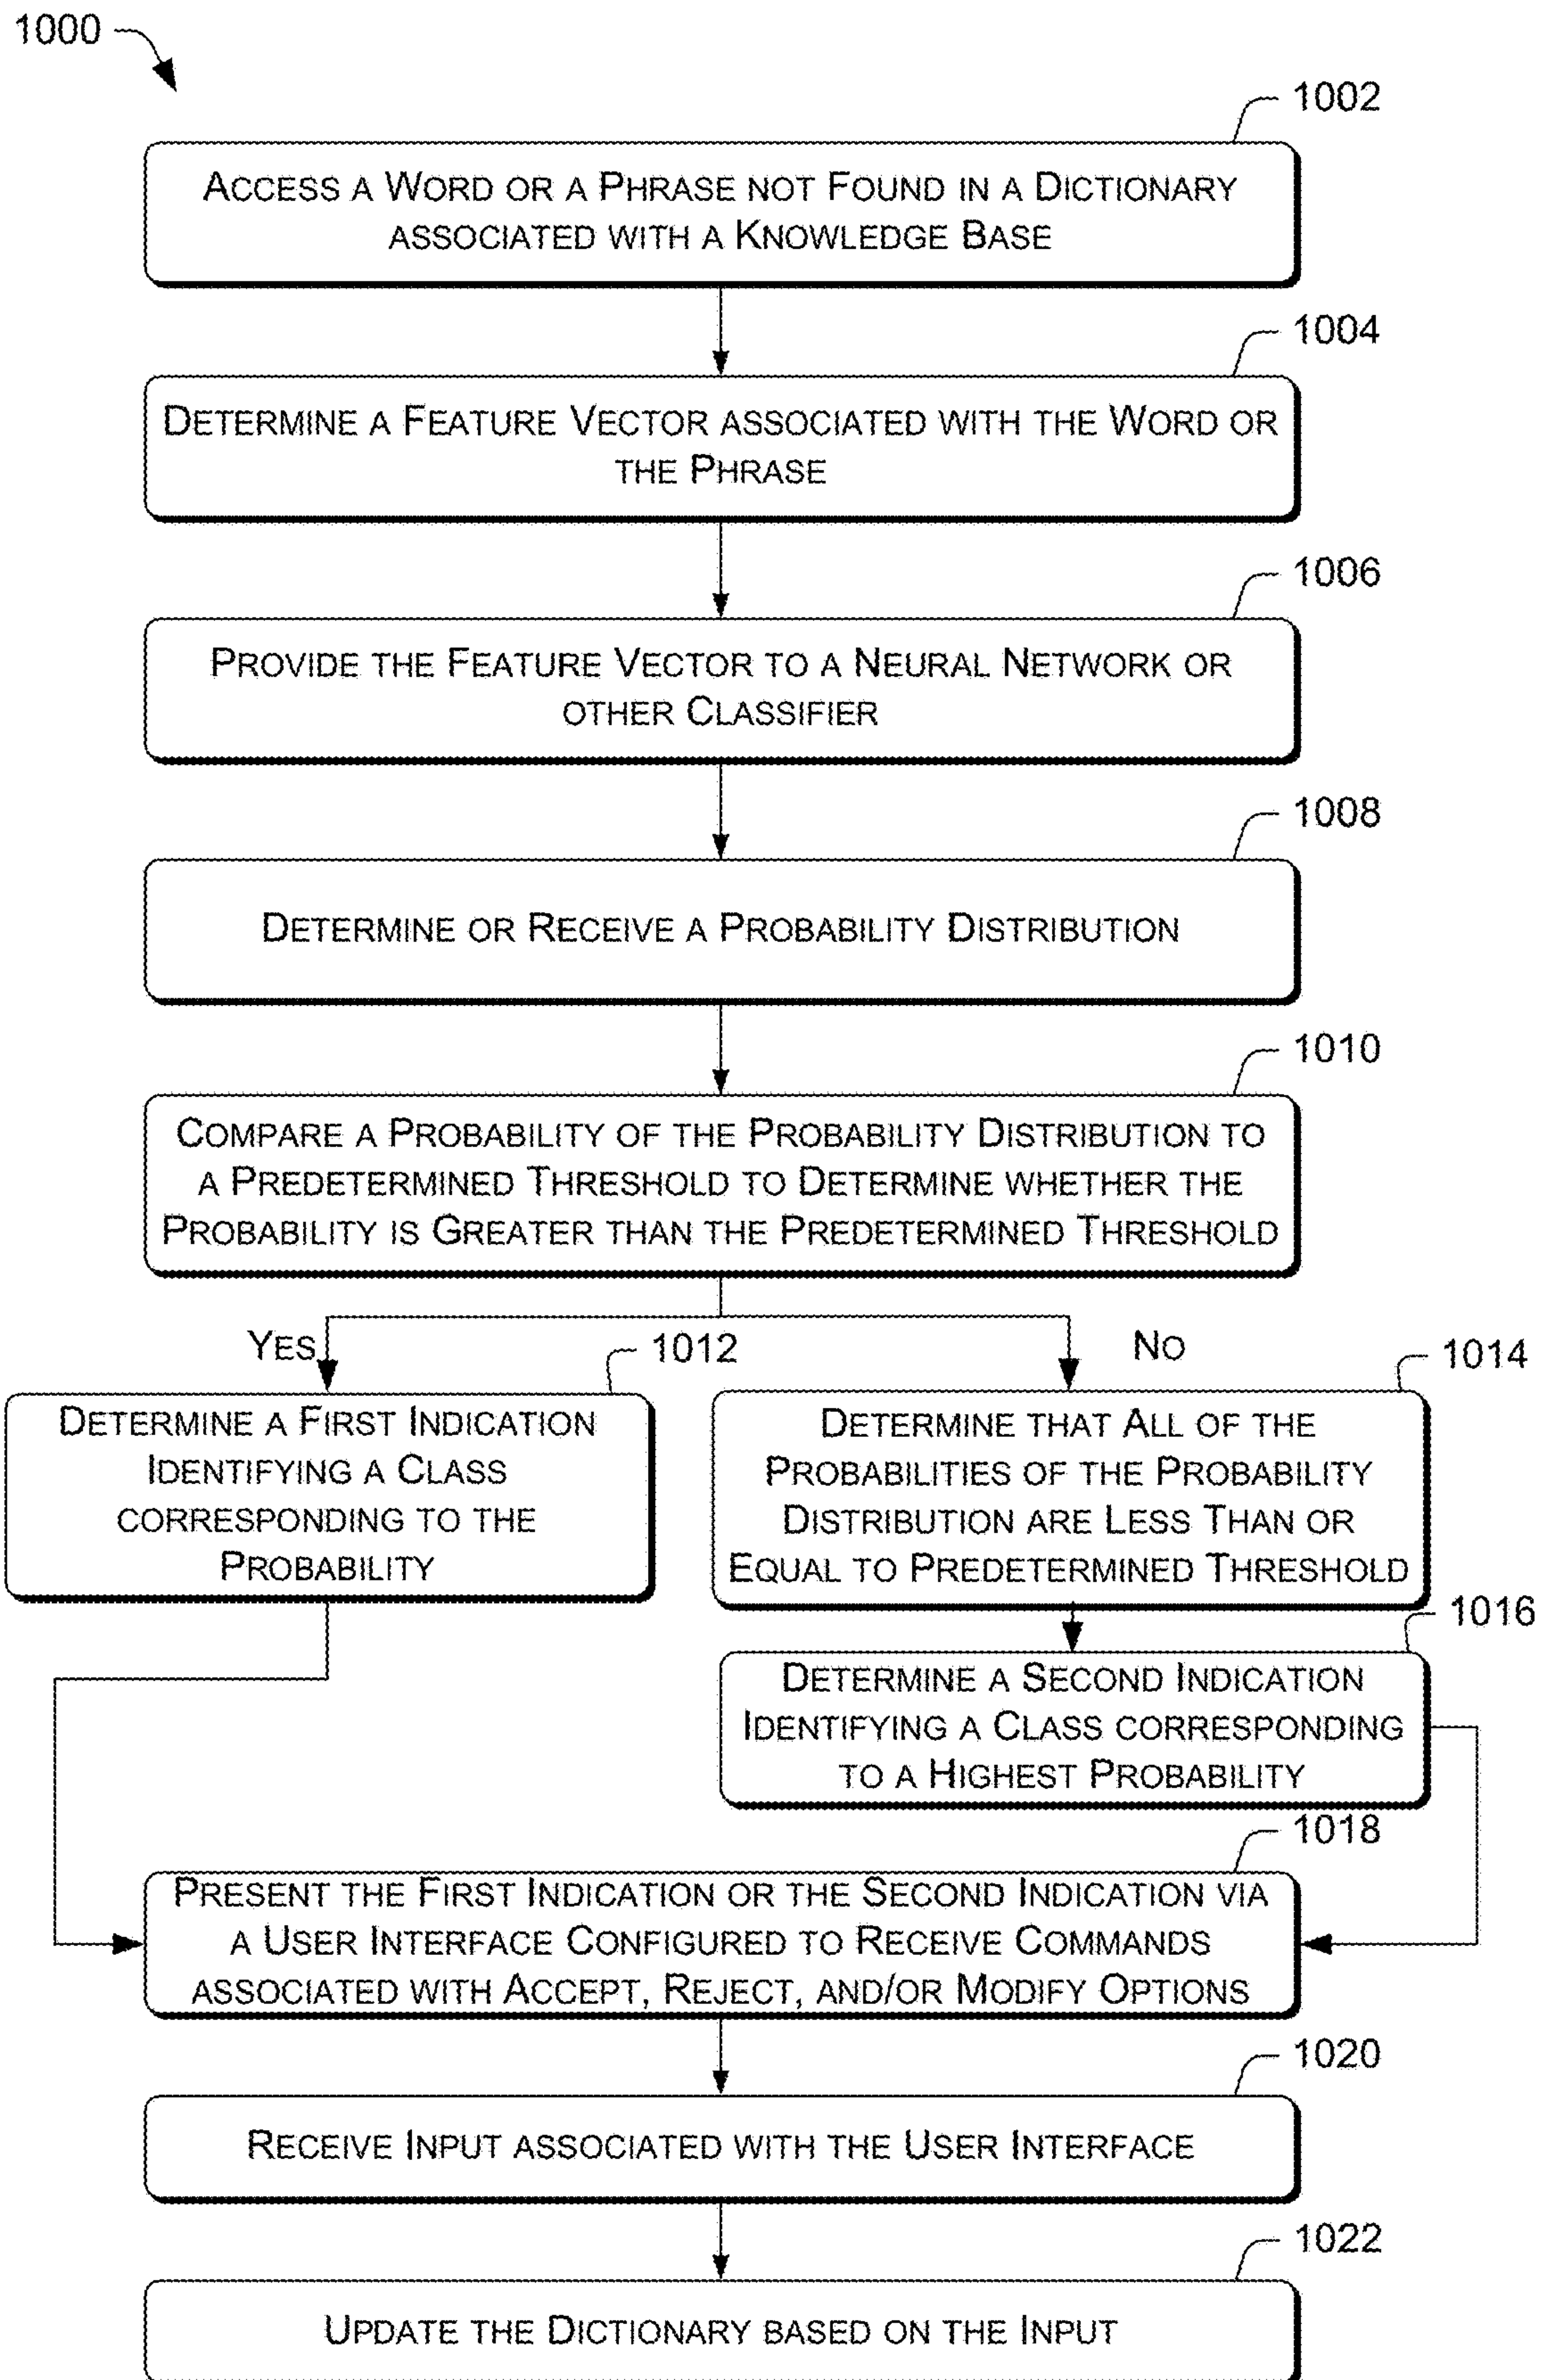 1000
1002
ACCESS A WORD OR A PHRASE NOT FOUND IN A DICTIONARY
ASSOCIATED WITH A KNOWLEDGE BASE
1004
DETERMINE A FEATURE VECTOR ASSOCIATED WITH THE WORD OR
THE PHRASE
1006
PROVIDE THE FEATURE VECTOR TO A NEURAL NETWORK OR
OTHER CLASSIFIER
1008
DETERMINE OR RECEIVE A PROBABILITY DISTRIBUTION
1010
COMPARE A PROBABILITY OF THE PROBABILITY DISTRIBUTION TO
A PREDETERMINED THRESHOLD TO DETERMINE WHETHER THE
PROBABILITY IS GREATER THAN THE PREDETERMINED THRESHOLD
YES
1012
DETERMINE A FIRST INDICATION
IDENTIFYING A CLASS
CORRESPONDING TO THE
PROBABILITY
NO
1014
DETERMINE THAT ALL OF THE
PROBABILITIES OF THE PROBABILITY
DISTRIBUTION ARE LESS THAN OR
EQUAL TO PREDETERMINED THRESHOLD
1016
DETERMINE A SECOND INDICATION
IDENTIFYING A CLASS CORRESPONDING
TO A HIGHEST PROBABILITY
1018
PRESENT THE FIRST INDICATION OR THE SECOND INDICATION VIA
A USER INTERFACE CONFIGURED TO RECEIVE COMMANDS
ASSOCIATED WITH ACCEPT, REJECT, AND/OR MODIFY OPTIONS
1020
RECEIVE INPUT ASSOCIATED WITH THE USER INTERFACE
1022
UPDATE THE DICTIONARY BASED ON THE INPUT